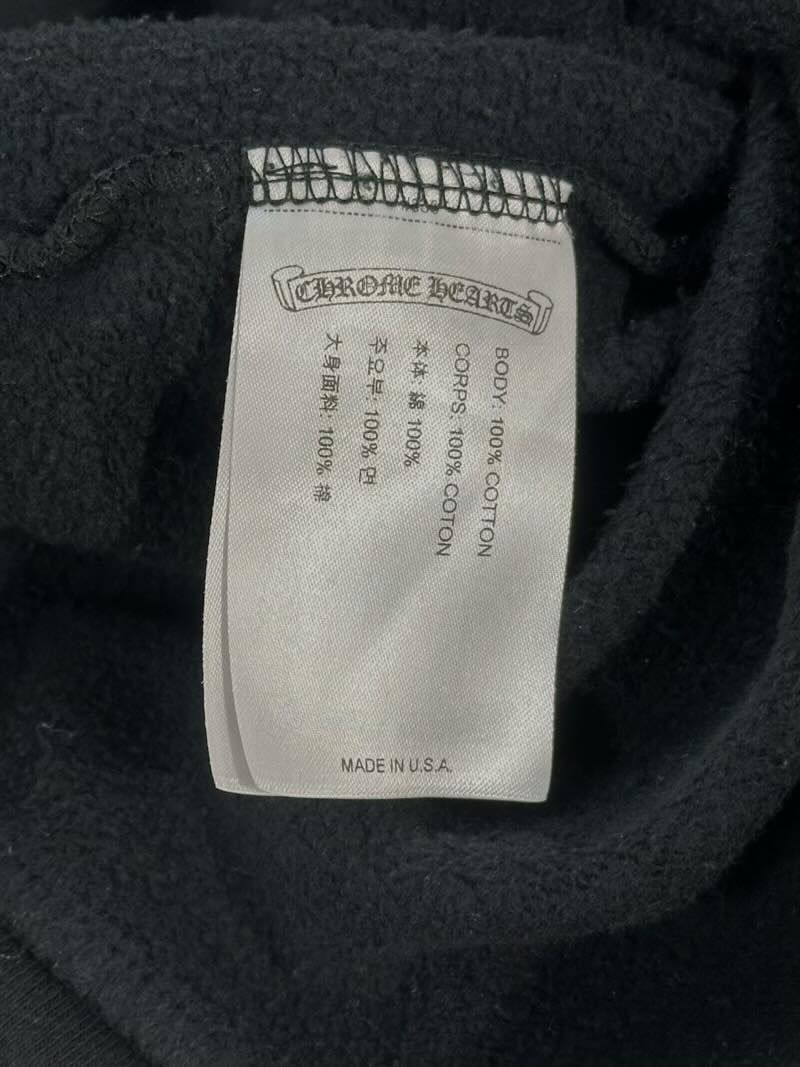 CHROME HEARTS
BODY: 100% COTTON
CORPS: 100% COTON
本体: 綿 100%
주요부: 100% 면
大身面料: 100% 棉
MADE IN U.S.A.